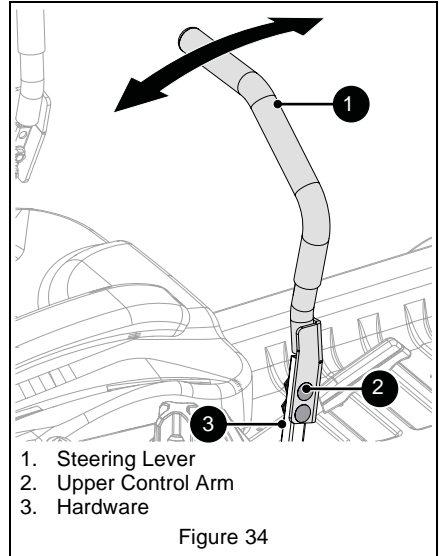 1
2
3
1. Steering Lever
2. Upper Control Arm
3. Hardware
Figure 34